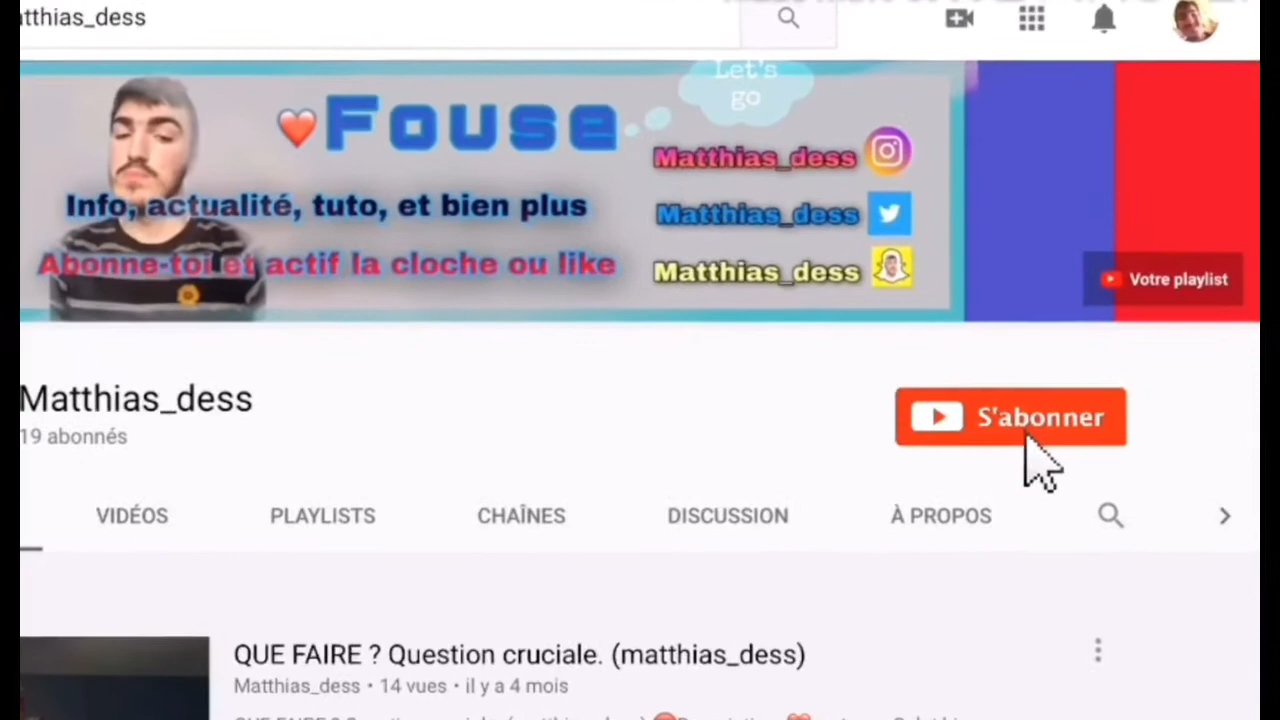 tthias_dess
Let's
go
Fouse
Matthias_dess
Info, actualité, tuto, et bien plus
Matthias_dess
Abonne-toi et actif la cloche ou like
Matthias_dess
Votre playlist
Matthias_dess
19 abonnés
S'abonner
VIDÉOS PLAYLISTS CHAÎNES DISCUSSION À PROPOS
QUE FAIRE ? Question cruciale. (matthias_dess)
Matthias_dess • 14 vues • il y a 4 mois